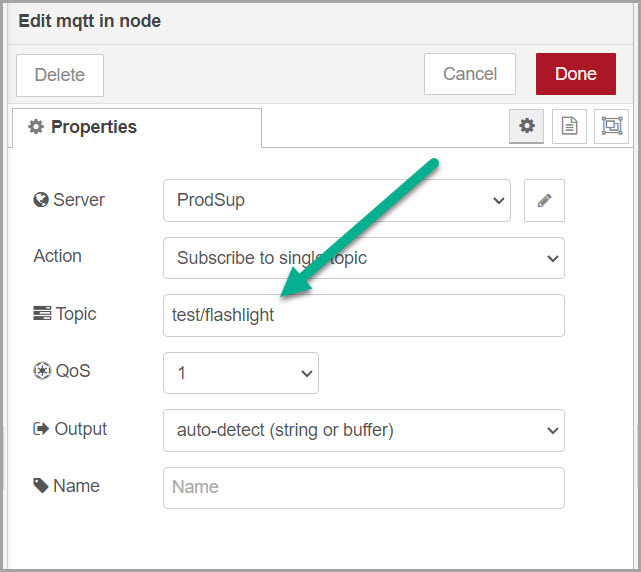 Edit mqtt in node
Delete
Cancel
Done
Properties
Server
ProdSup
Action
Subscribe to single topic
Topic
test/flashlight
QoS
1
Output
auto-detect (string or buffer)
Name
Name